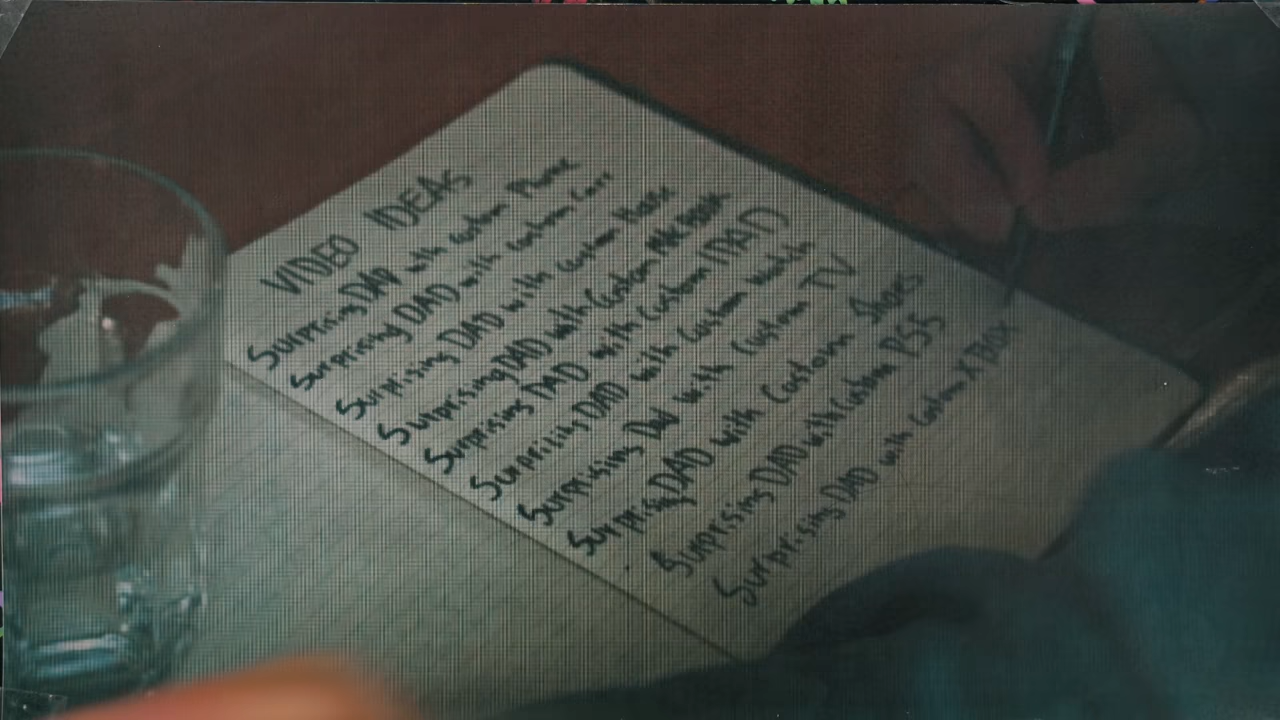 VIDEO IDEAS
Surprising DAD with custom Phone
Surprising DAD with custom Car
Surprising DAD with custom House
Surprising DAD with Custom MACBOOK
Surprising DAD with Custom IPAD
Surprising DAD with Custom Watch
Surprising Dad with Custom TV
Surprising DAD with Custom Shoes
Surprising DAD with Custom PS5
Surprising DAD with Custom XBOX